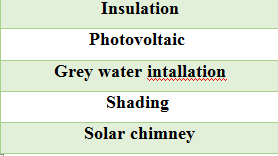 Insulation
Photovoltaic
Grey water intallation
Shading
Solar chimney